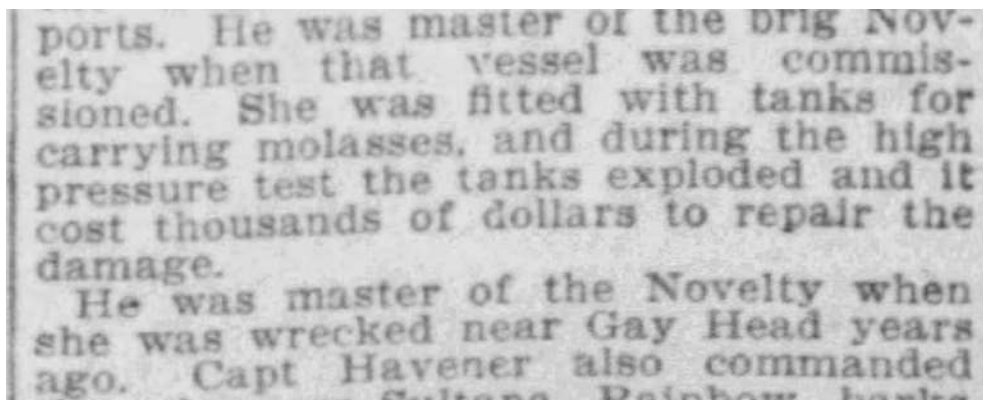 ports. He was master of the brig Nov-
elty when that vessel was commis-
sioned. She was fitted with tanks for
carrying molasses, and during the high
pressure test the tanks exploded and it
cost thousands of dollars to repair the
damage.
He was master of the Novelty when
she was wrecked near Gay Head years
ago. Capt Havener also commanded
Sultana, Rainbow, barks